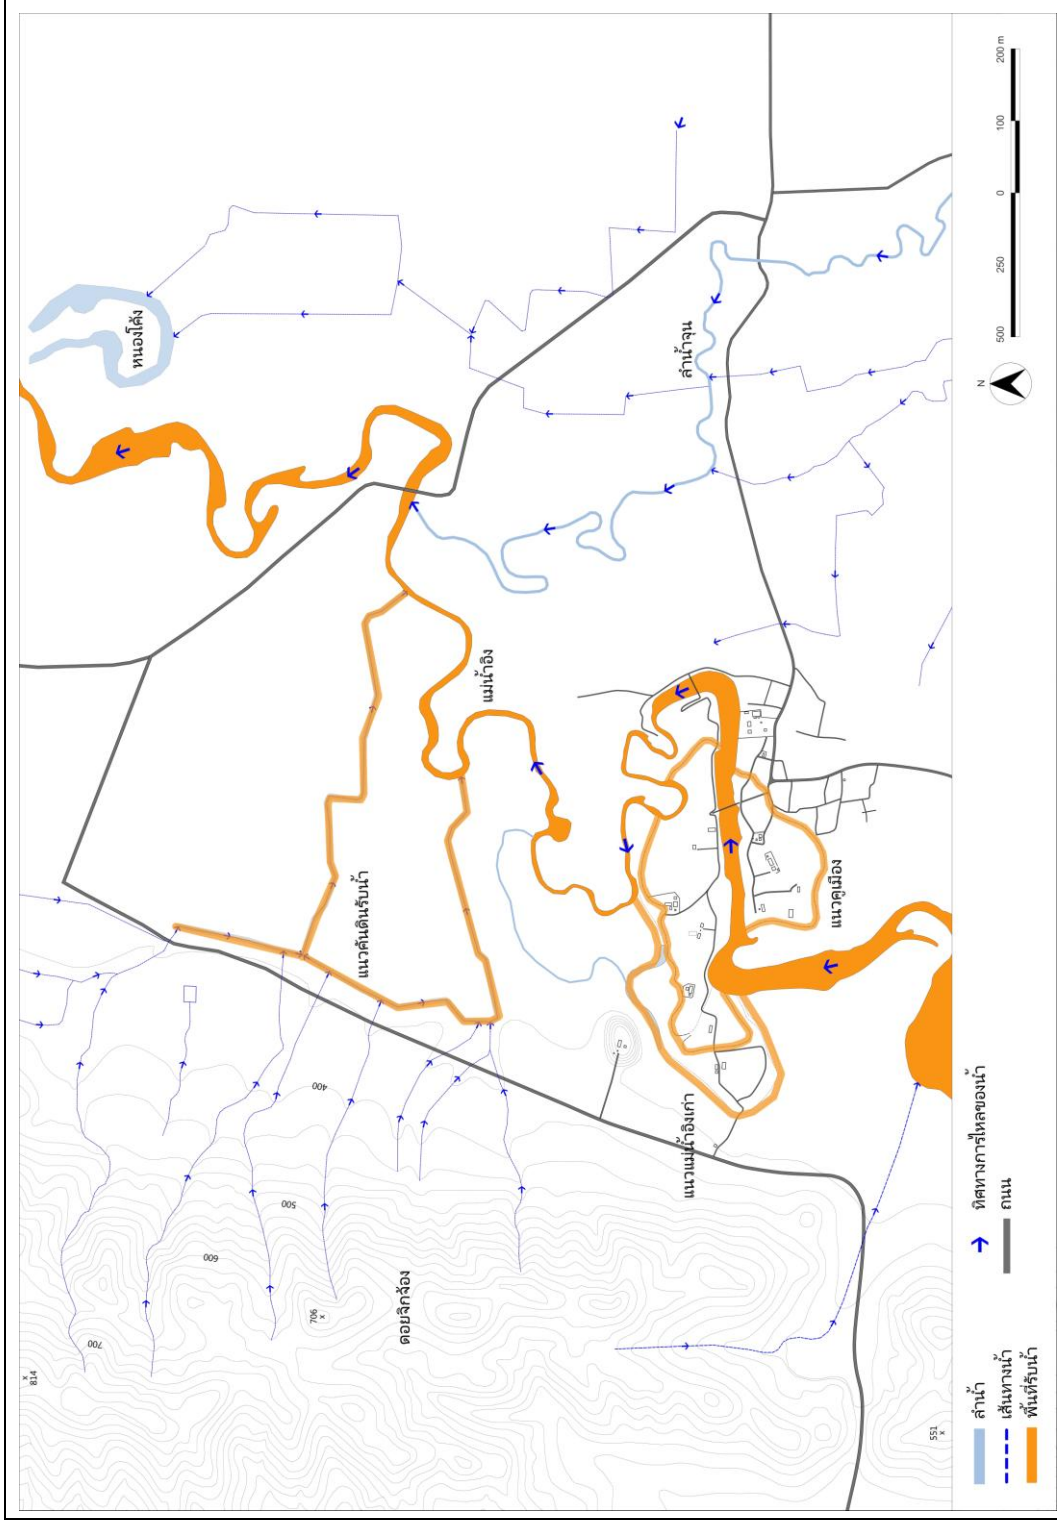 814
x
700
600
500
400
706
x
551
x
ดอยจิกจ้อง
หนองโค้ง
แนวคันดินรับน้ำ
แม่น้ำอิง
ลำน้ำจุน
แนวแม่น้ำอิงเก่า
แนวคูเมือง
ลำน้ำ
เส้นทางน้ำ
พื้นที่รับน้ำ
ทิศทางการไหลของน้ำ
ถนน
N
500 250 0 100 200 m